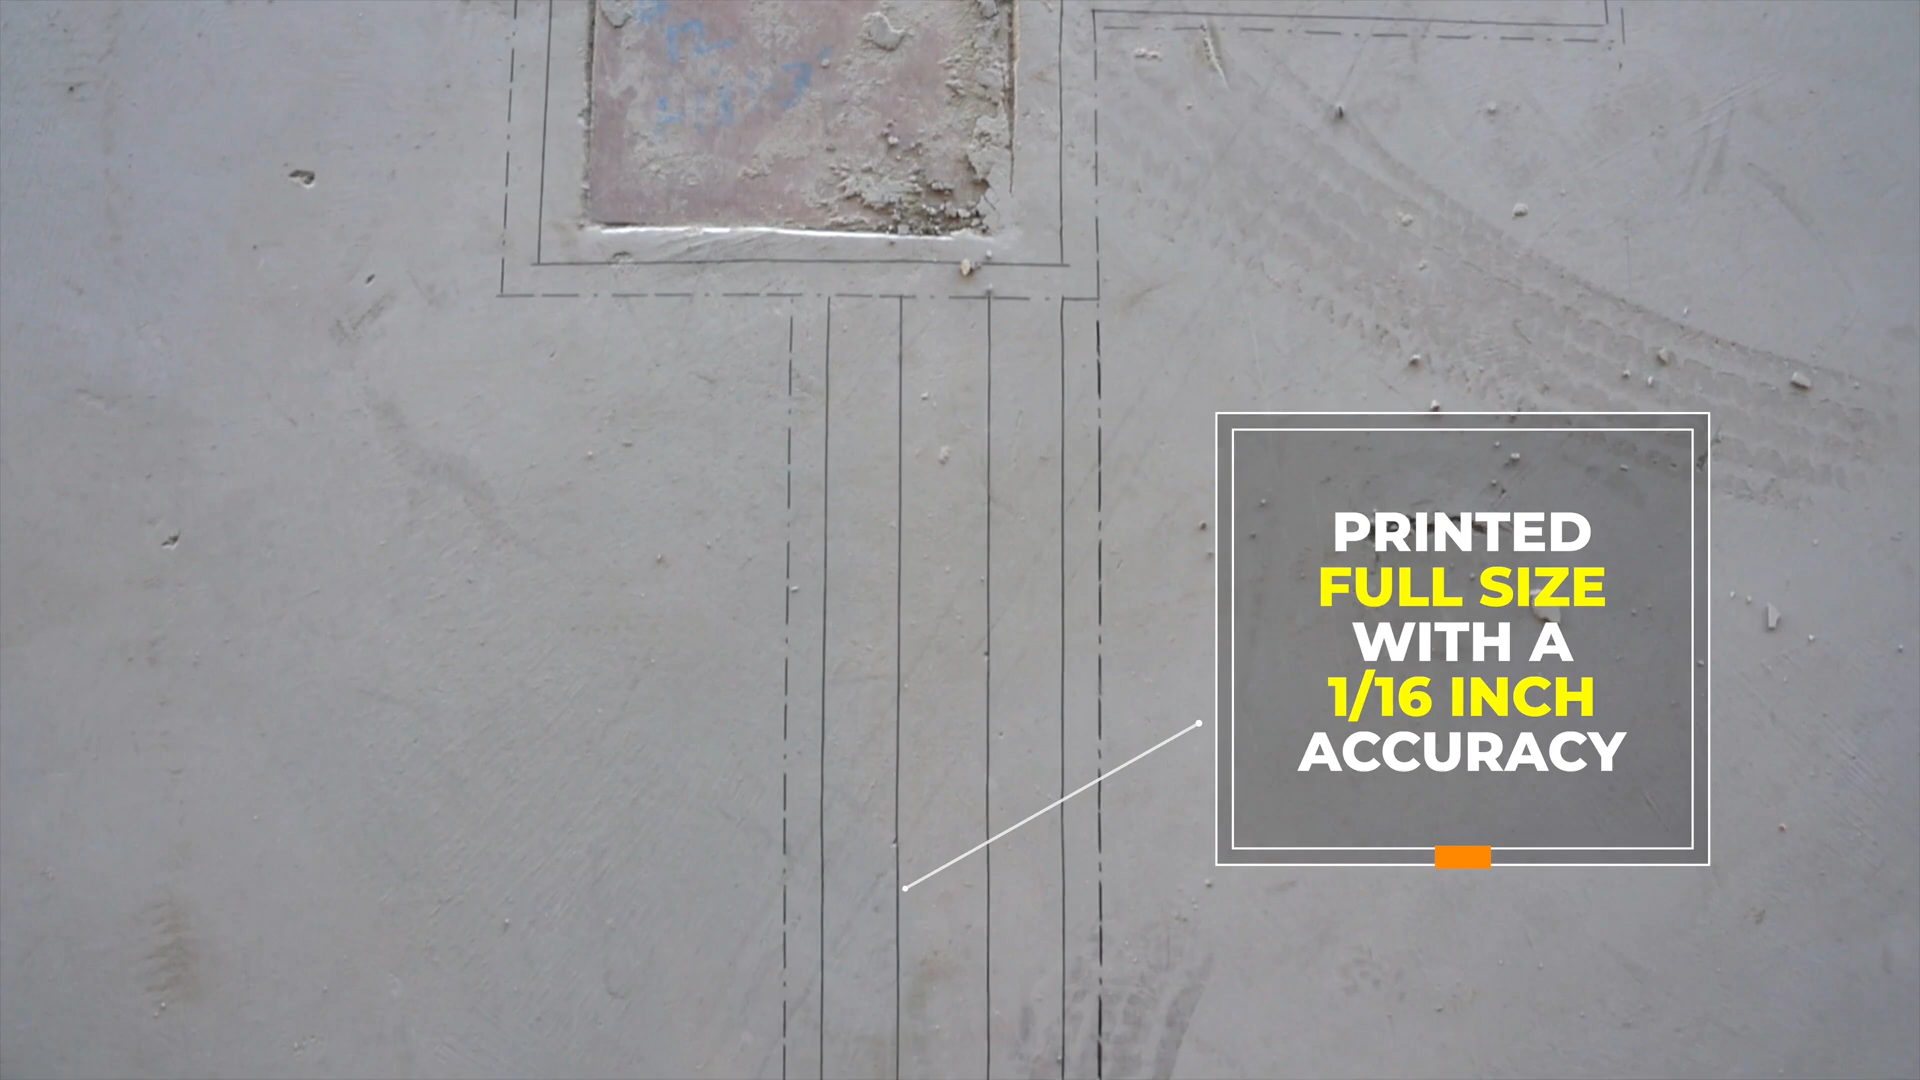 PRINTED
FULL SIZE
WITH A
1/16 INCH
ACCURACY